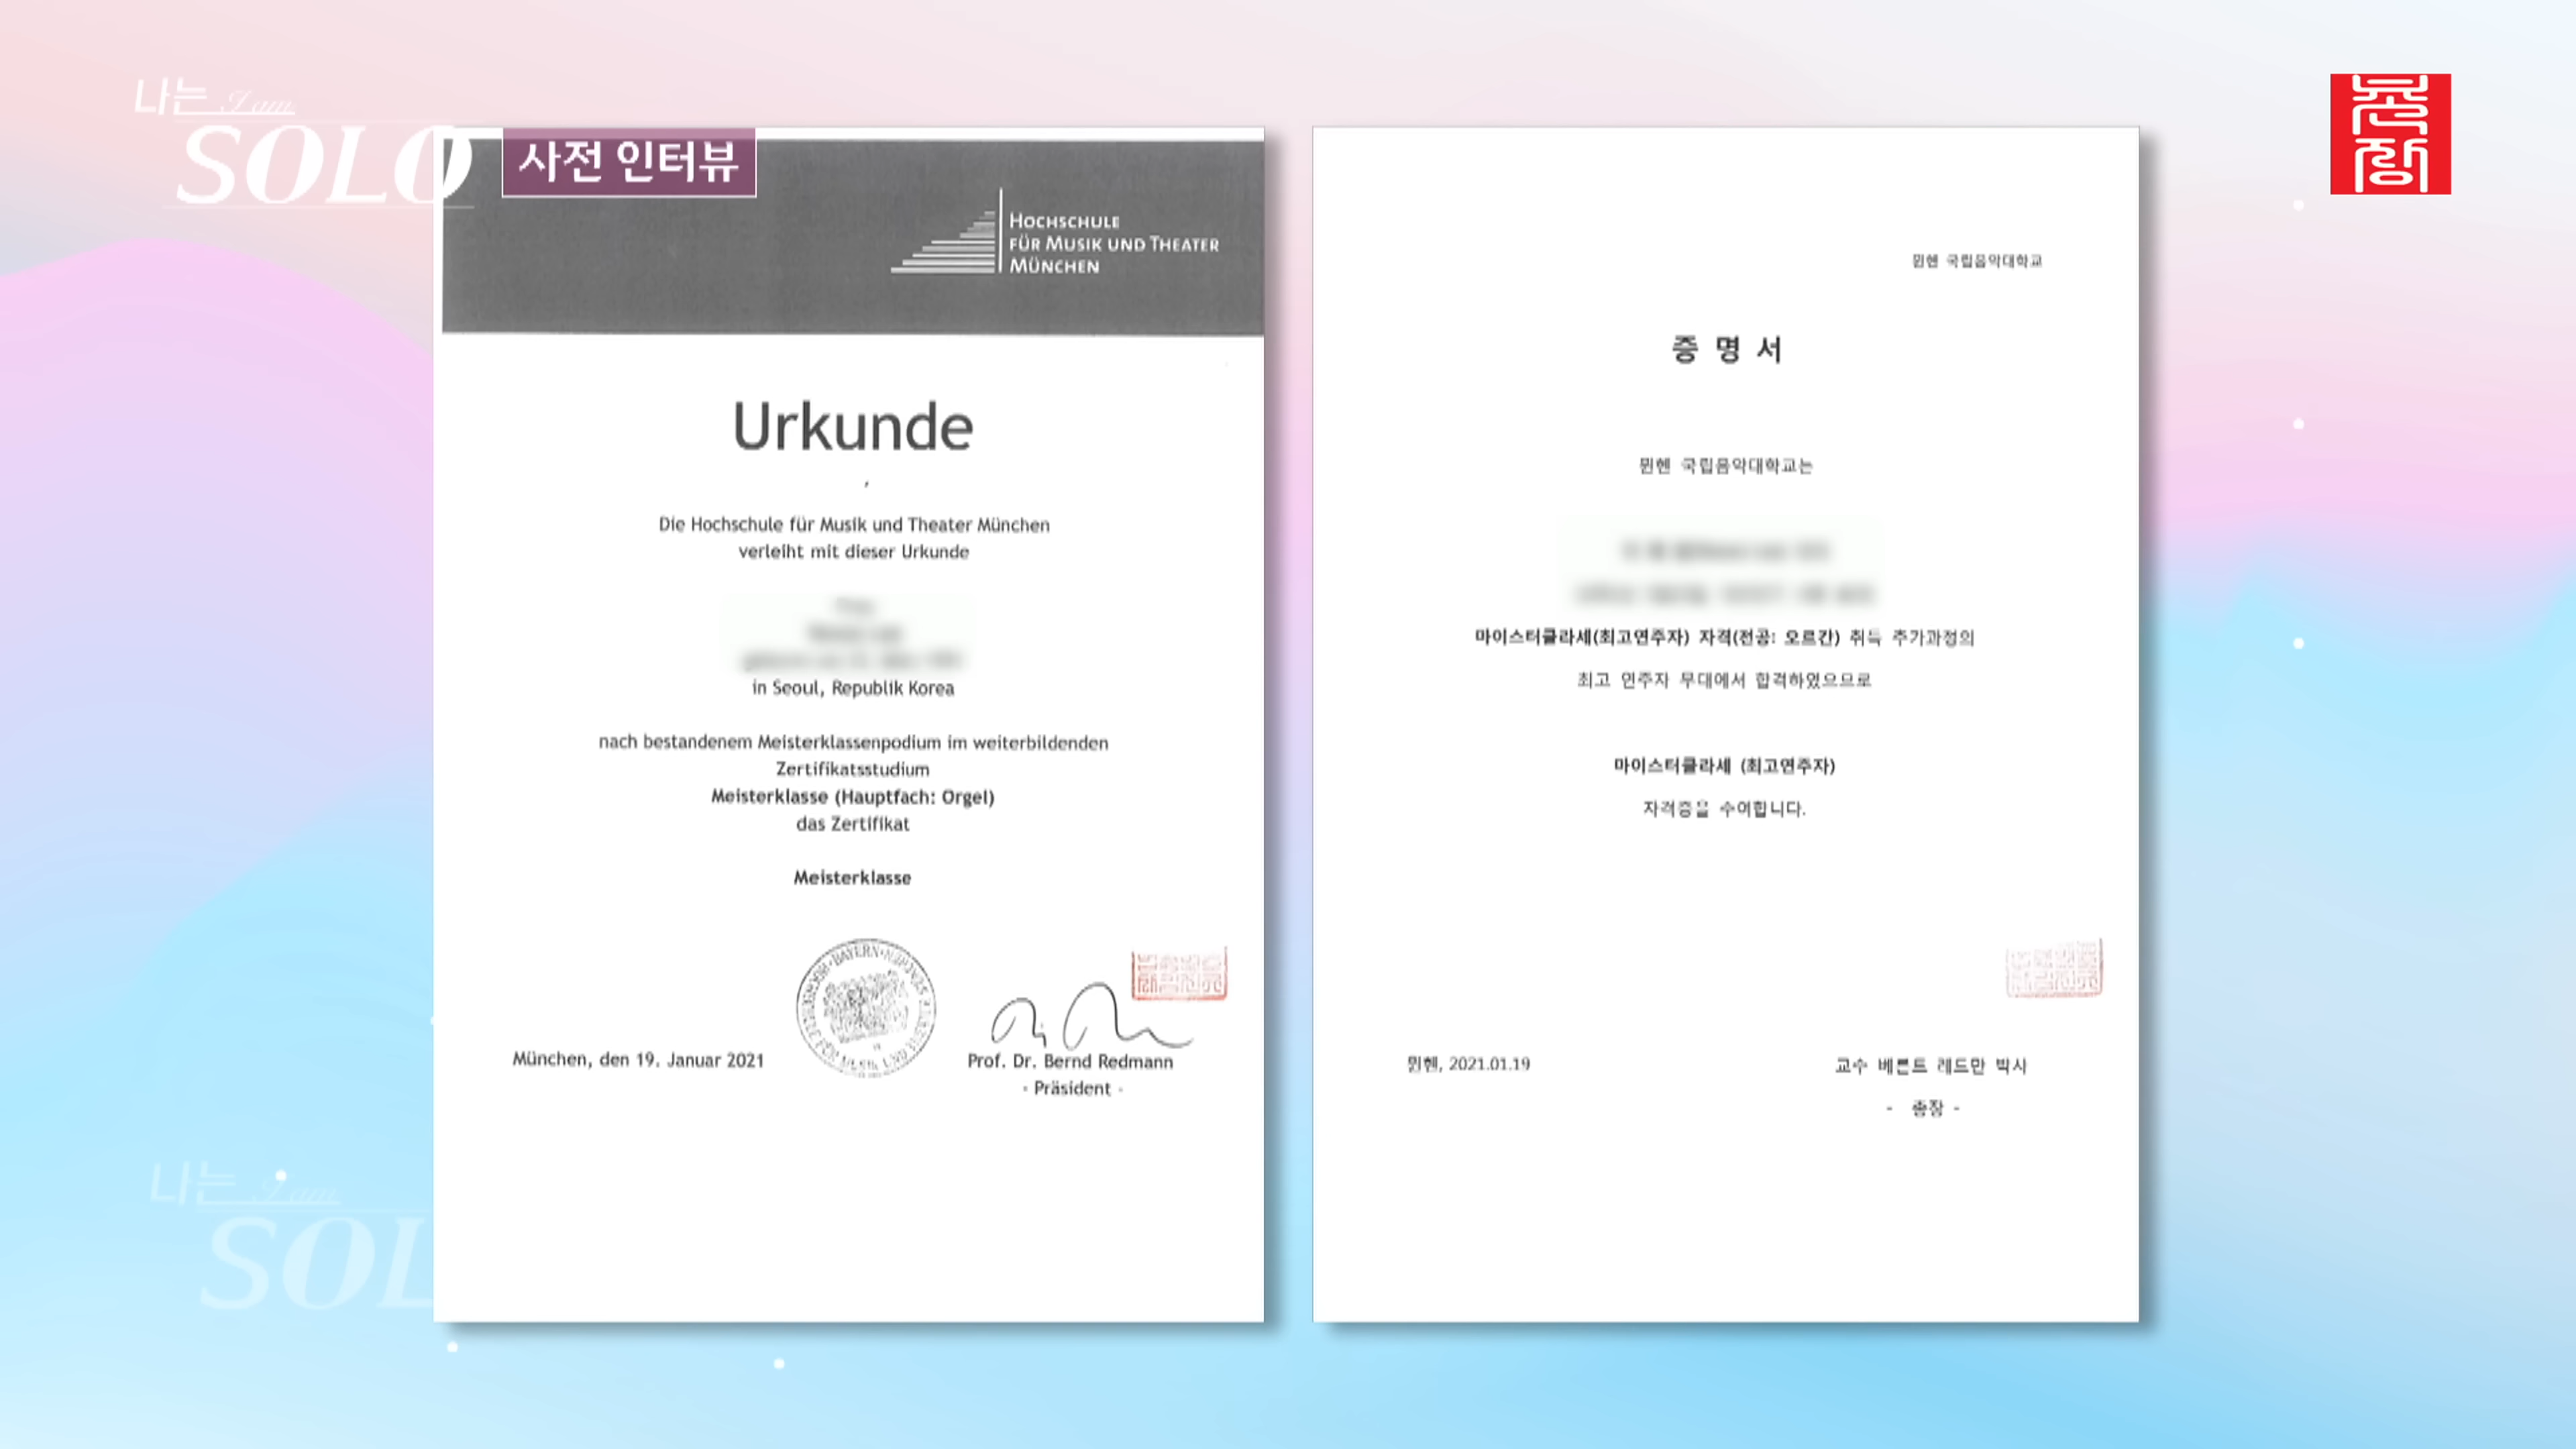 나는 I am
SOLO
사전 인터뷰
HOCHSCHULE
FÜR MUSIK UND THEATER
MÜNCHEN
Urkunde
Die Hochschule für Musik und Theater München
verleiht mit dieser Urkunde
in Seoul, Republik Korea
nach bestandenem Meisterklassenpodium im weiterbildenden
Zertifikatsstudium
Meisterklasse (Hauptfach: Orgel)
das Zertifikat
Meisterklasse
BAYERN
München, den 19. Januar 2021
Prof. Dr. Bernd Redmann
- Präsident -
뮌헨 국립음악대학교
증 명 서
뮌헨 국립음악대학교는
마이스터클라세(최고연주자) 자격(전공: 오르간) 취득 추가과정의
최고 연주자 무대에서 합격하였으므로
마이스터클라세 (최고연주자)
자격증을 수여합니다.
뮌헨, 2021.01.19
교수 베른트 레드만 박사
- 총장 -
나는 I am
SOL